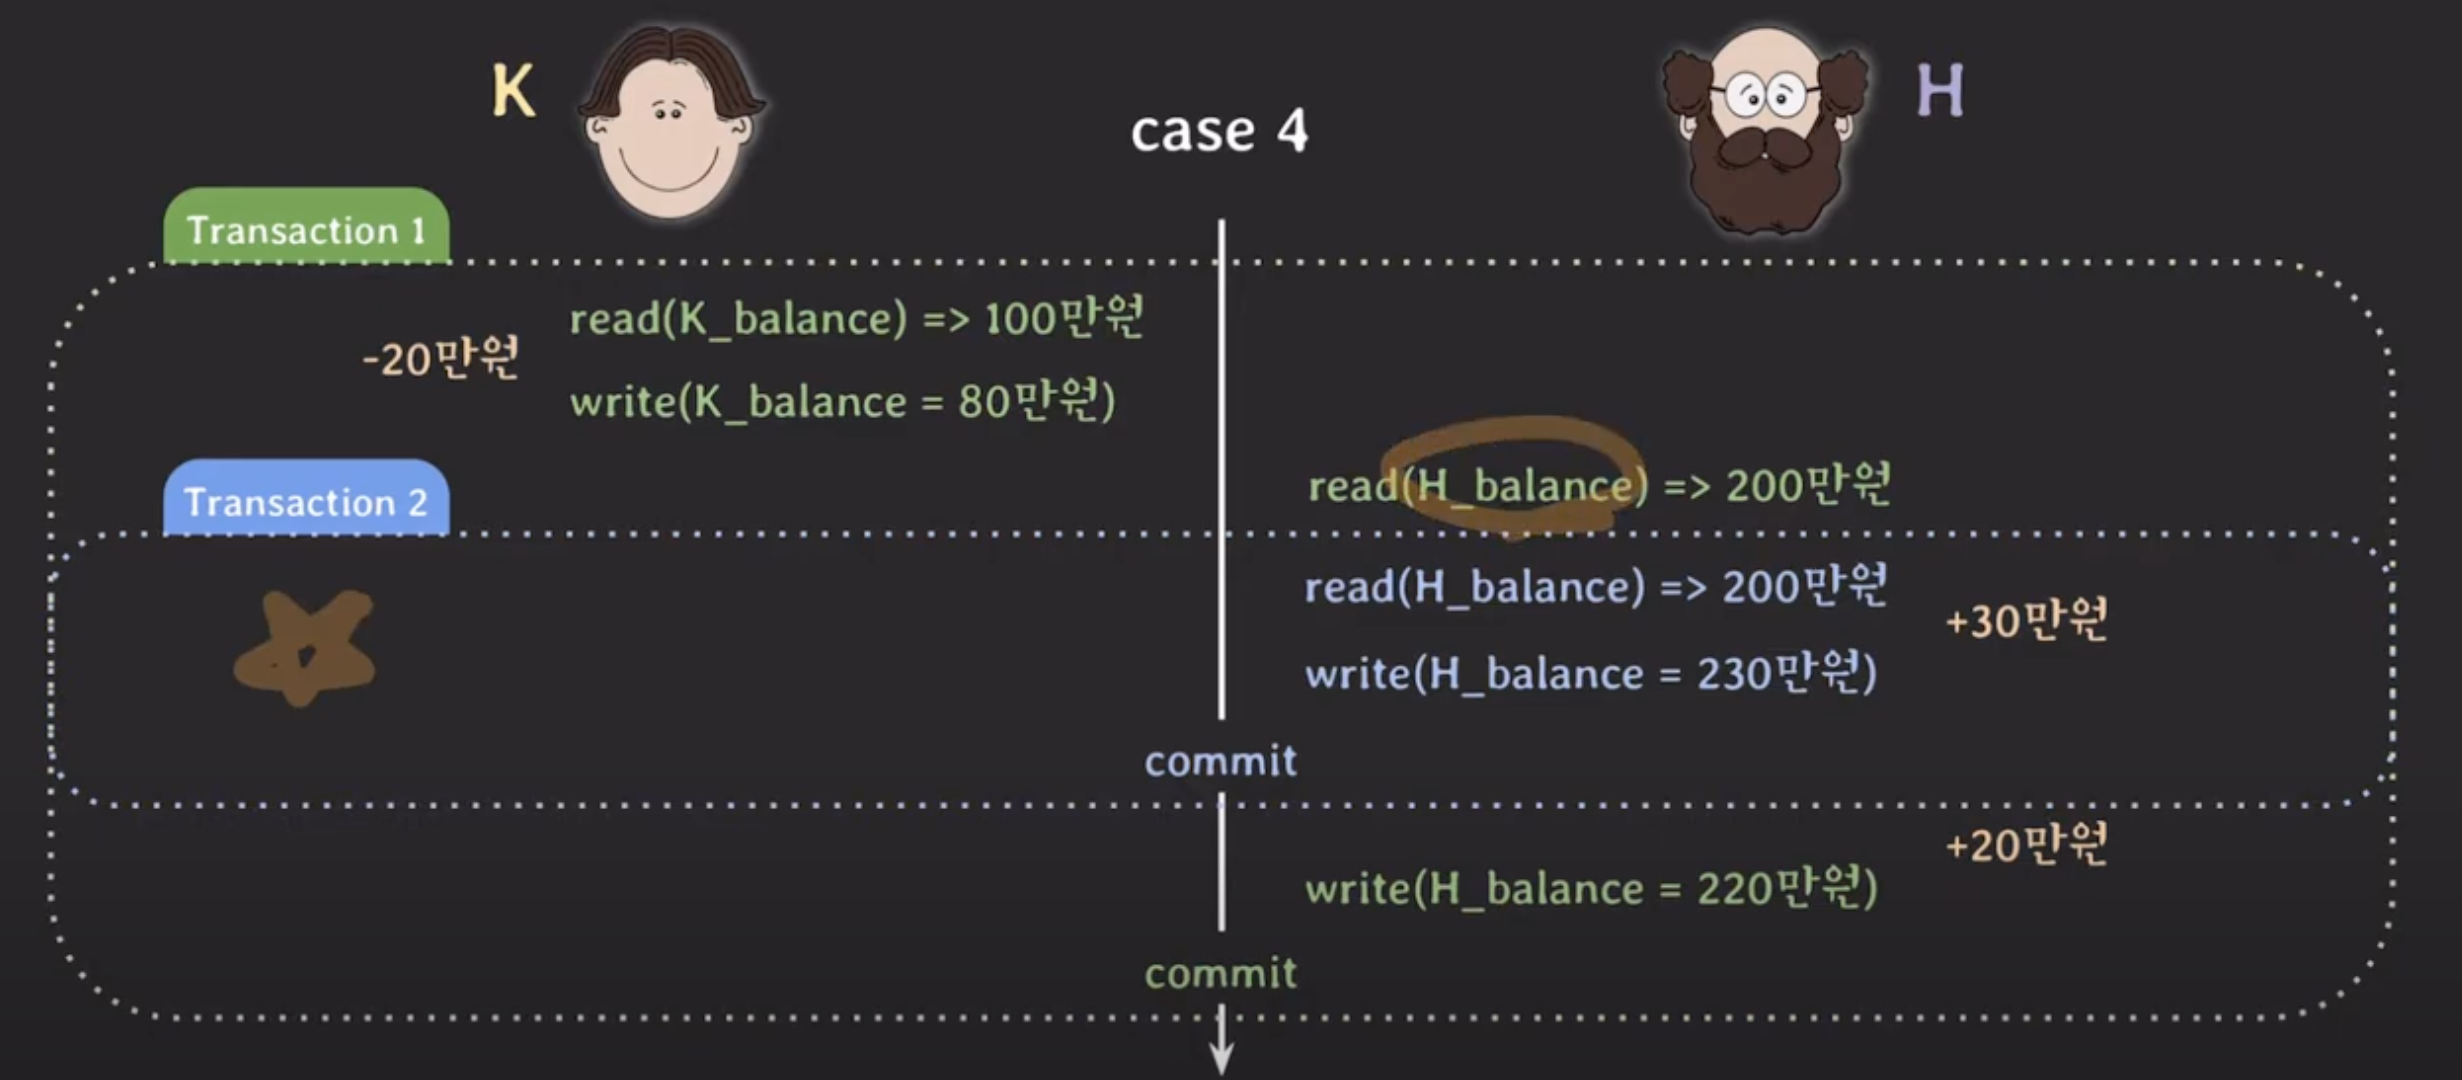 K
H
case 4
Transaction 1
read(K_balance) => 100만원
-20만원
write(K_balance = 80만원)
read(H_balance) => 200만원
Transaction 2
read(H_balance) => 200만원
+30만원
write(H_balance = 230만원)
commit
+20만원
write(H_balance = 220만원)
commit